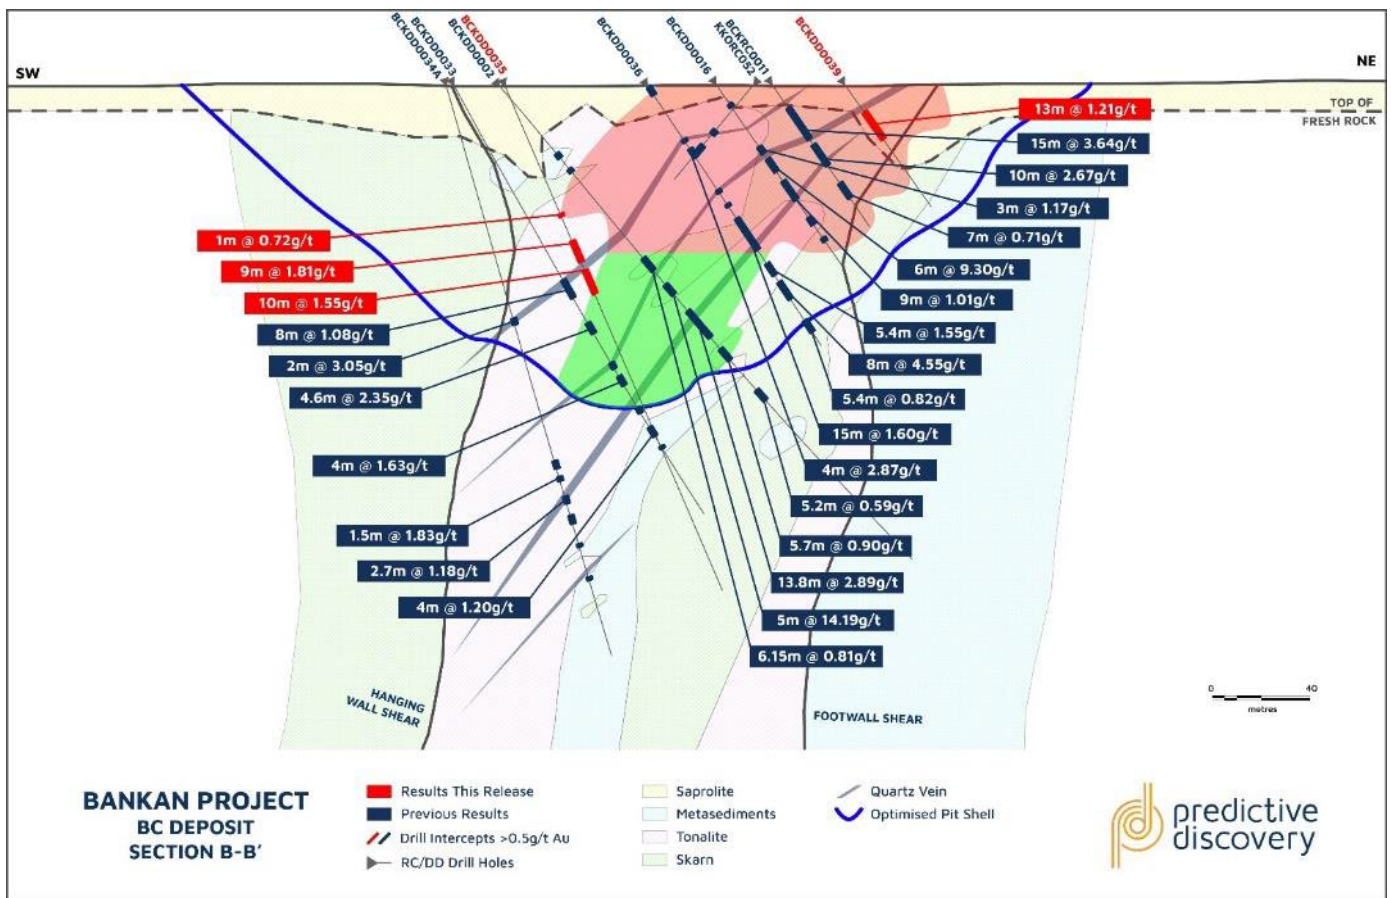 BCKDD0034A
BCKDD0033
BCKDD0002
BCKDD0035
BCKDD0036
BCKDD0016
KKORC052
BCKRC0011
BCKDD0039
SW
NE
TOP OF
FRESH ROCK
13m @ 1.21g/t
15m @ 3.64g/t
10m @ 2.67g/t
3m @ 1.17g/t
7m @ 0.71g/t
6m @ 9.30g/t
9m @ 1.01g/t
5.4m @ 1.55g/t
8m @ 4.55g/t
5.4m @ 0.82g/t
15m @ 1.60g/t
4m @ 2.87g/t
5.2m @ 0.59g/t
5.7m @ 0.90g/t
13.8m @ 2.89g/t
5m @ 14.19g/t
6.15m @ 0.81g/t
1m @ 0.72g/t
9m @ 1.81g/t
10m @ 1.55g/t
8m @ 1.08g/t
2m @ 3.05g/t
4.6m @ 2.35g/t
4m @ 1.63g/t
1.5m @ 1.83g/t
2.7m @ 1.18g/t
4m @ 1.20g/t
HANGING
WALL SHEAR
FOOTWALL SHEAR
0 40
metres
BANKAN PROJECT
BC DEPOSIT
SECTION B-B'
Results This Release
Previous Results
Drill Intercepts >0.5g/t Au
RC/DD Drill Holes
Saprolite
Metasediments
Tonalite
Skarn
Quartz Vein
Optimised Pit Shell
predictive
discovery